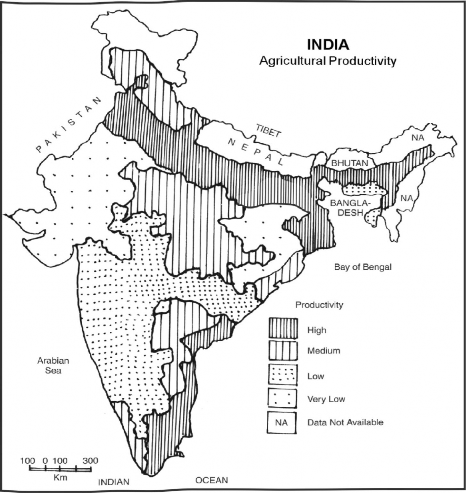 INDIA
Agricultural Productivity
PAKISTAN
TIBET
NEPAL
BHUTAN
NA
BANGLA-
DESH
NA
Bay of Bengal
Productivity
High
Medium
Low
Very Low
NA Data Not Available
Arabian
Sea
100 0 100 300
Km
INDIAN OCEAN